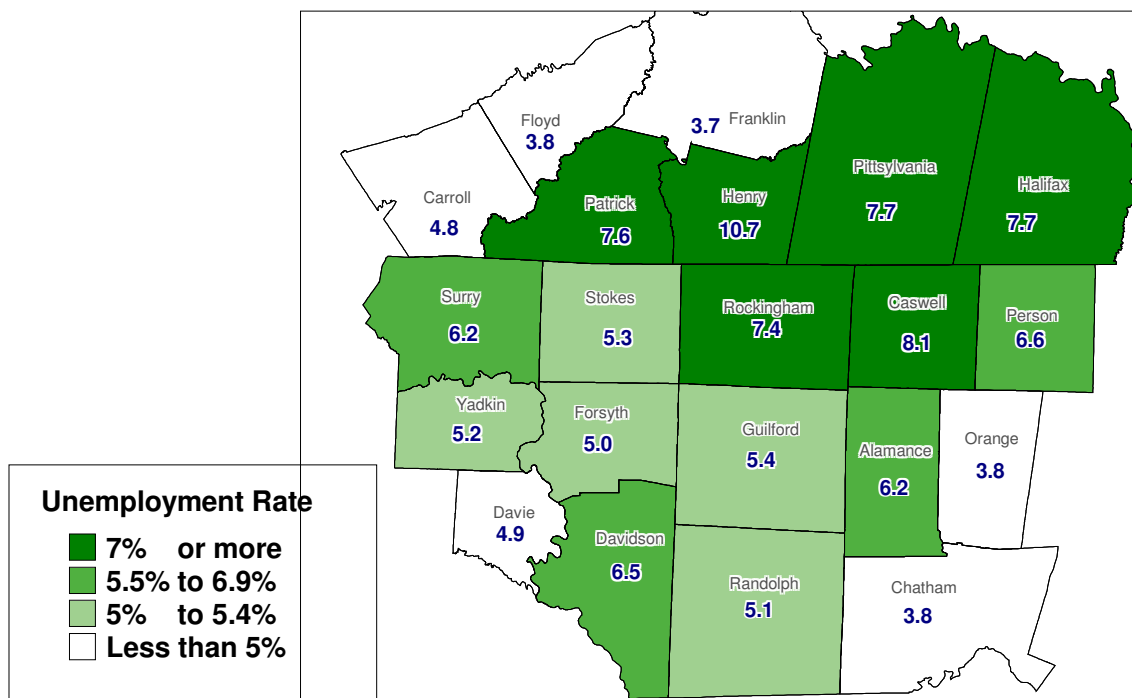 Floyd
3.8
3.7 Franklin
Pittsylvania
7.7
Halifax
7.7
Carroll
4.8
Patrick
7.6
Henry
10.7
Surry
6.2
Stokes
5.3
Rockingham
7.4
Caswell
8.1
Person
6.6
Yadkin
5.2
Forsyth
5.0
Guilford
5.4
Alamance
6.2
Orange
3.8
Davie
4.9
Davidson
6.5
Randolph
5.1
Chatham
3.8
Unemployment Rate
7% or more
5.5% to 6.9%
5% to 5.4%
Less than 5%